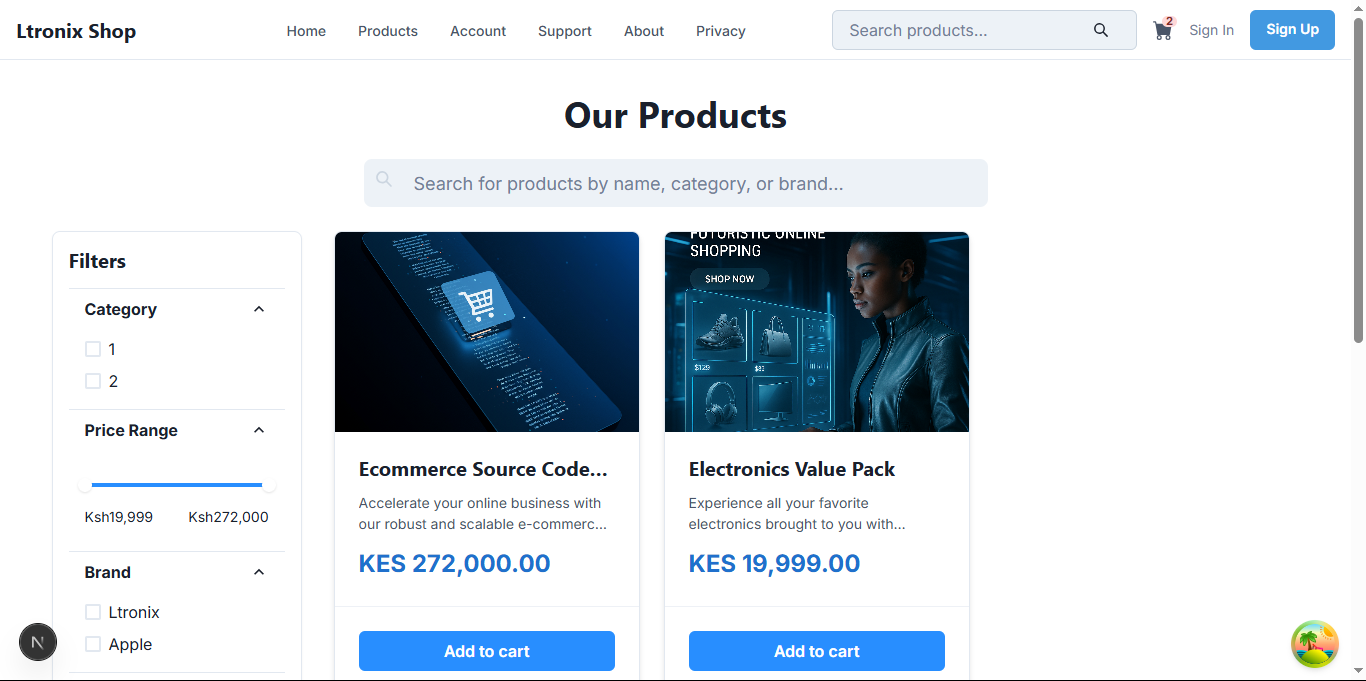 Ltronix Shop
Home
Products
Account
Support
About
Privacy
Search products...
2
Sign In
Sign Up
Our Products
Search for products by name, category, or brand...
Filters
Category
1
2
Price Range
Ksh19,999
Ksh272,000
Brand
Ltronix
Apple
Ecommerce Source Code...
Accelerate your online business with
our robust and scalable e-commerc...
KES 272,000.00
Add to cart
FUTURISTIC ONLINE
SHOPPING
SHOP NOW
$129
Electronics Value Pack
Experience all your favorite
electronics brought to you with...
KES 19,999.00
Add to cart
N